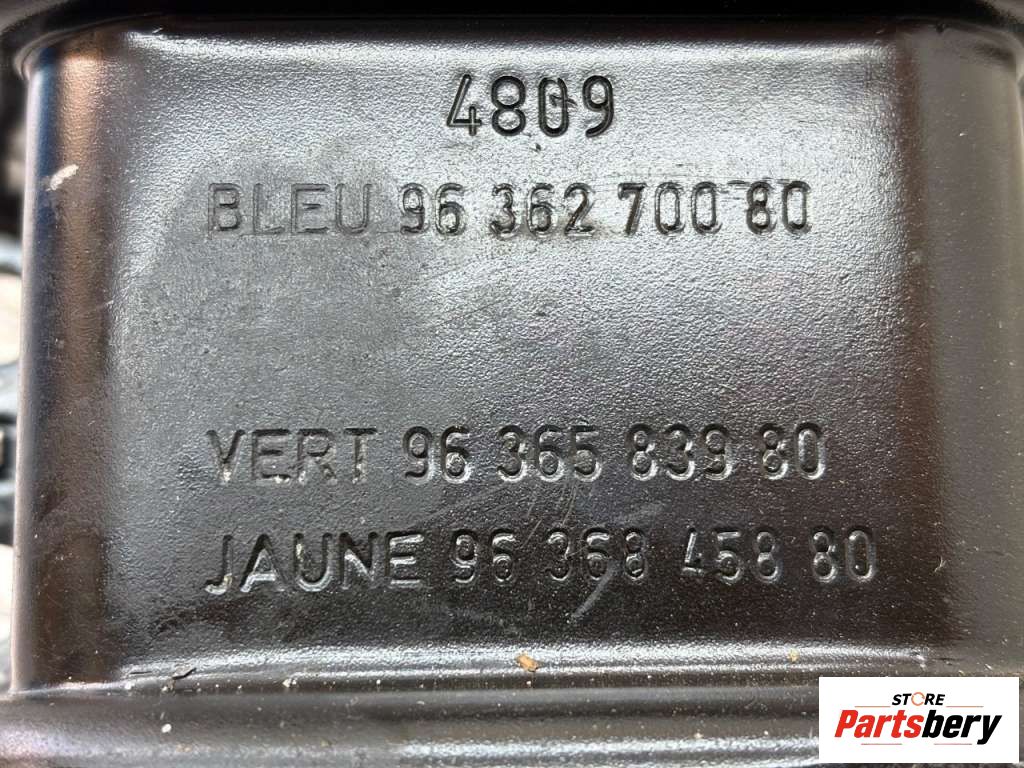 4809
BLEU 96 362 700 80
VERT 96 365 839 80
JAUNE 96 368 458 80
STORE
Partsbery